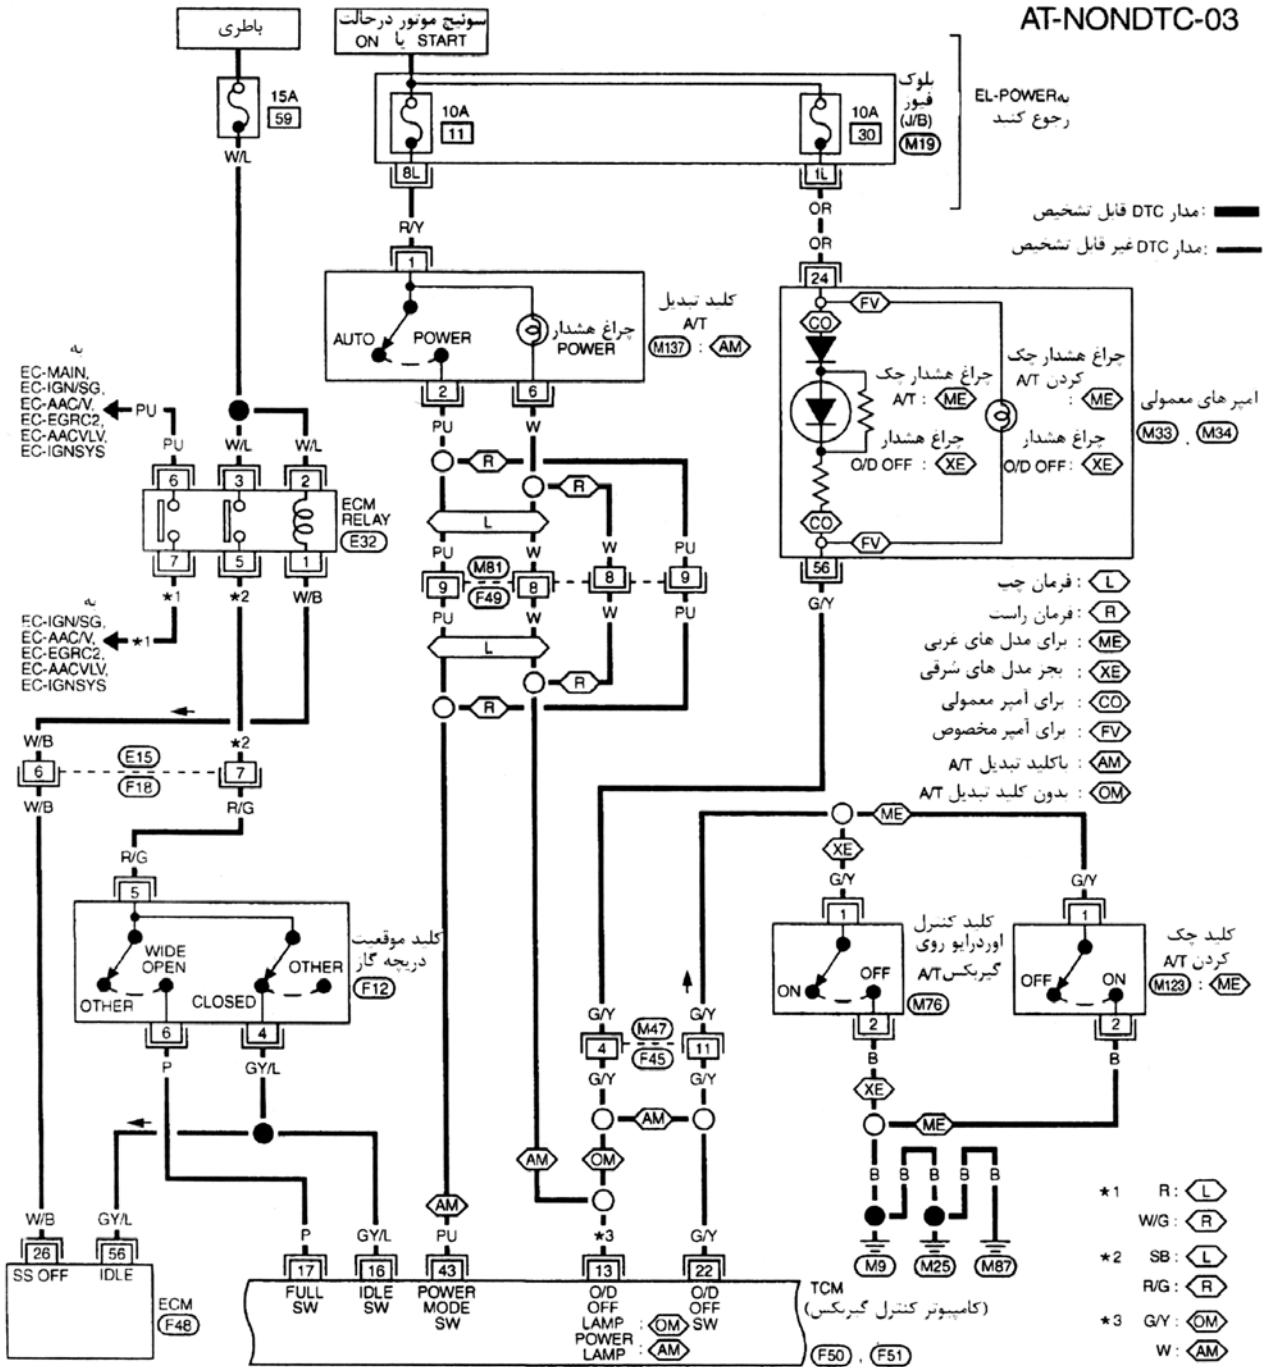 AT-NONDTC-03
باطری
سوئیچ موتور درحالت
START یا ON
15A
59
10A
11
10A
30
بلوک
فیوز
(J/B)
M19
به EL-POWER
رجوع کنید
W/L
8L
1L
R/Y
OR
OR
مدار DTC قابل تشخیص :
مدار DTC غیر قابل تشخیص :
1
24
AUTO
POWER
چراغ هشدار
POWER
کلید تبدیل
A/T
M137 : AM
2
6
FV
CO
چراغ هشدار چک
A/T : ME
چراغ هشدار
O/D OFF : XE
چراغ هشدار چک
کردن A/T
: ME
چراغ هشدار
O/D OFF : XE
CO
FV
56
G/Y
امپر های معمولی
M33 , M34
به
EC-MAIN,
EC-IGN/SG,
EC-AAC/V,
EC-EGRC2,
EC-AACVLV,
EC-IGNSYS
PU
PU
W/L
W/L
6
3
2
ECM
RELAY
E32
7
5
1
*1
*2
W/B
به
EC-IGN/SG,
EC-AAC/V,
EC-EGRC2,
EC-AACVLV,
EC-IGNSYS
*1
PU
W
R
R
L
PU
W
W
PU
9
M81
F49
8
8
9
PU
W
W
PU
L
R
R
L : فرمان چپ
R : فرمان راست
ME : برای مدل های غربی
XE : بجز مدل های شرقی
CO : برای آمپر معمولی
FV : برای آمپر مخصوص
AM : باکلید تبدیل A/T
OM : بدون کلید تبدیل A/T
W/B
*2
6
E15
F18
7
W/B
R/G
R/G
5
WIDE
OPEN
OTHER
OTHER
CLOSED
کلید موقعیت
دریچه گاز
F12
6
4
P
GY/L
ME
XE
G/Y
G/Y
1
1
ON
OFF
کلید کنترل
اوردرایو روی
گیربکس A/T
M76
OFF
ON
کلید چک
کردن A/T
M123 : ME
2
2
B
B
XE
ME
G/Y
G/Y
4
M47
F45
11
G/Y
G/Y
AM
AM
OM
AM
B
B
B
B
B
M9
M25
M87
W/B
GY/L
P
GY/L
PU
*3
G/Y
26
56
SS OFF
IDLE
ECM
F48
17
16
43
13
22
FULL
SW
IDLE
SW
POWER
MODE
SW
O/D
OFF
LAMP : OM
POWER
LAMP : AM
O/D
OFF
SW
TCM
(کامپیوتر کنترل گیربکس)
F50 , F51
*1 R : L
W/G : R
*2 SB : L
R/G : R
*3 G/Y : OM
W : AM